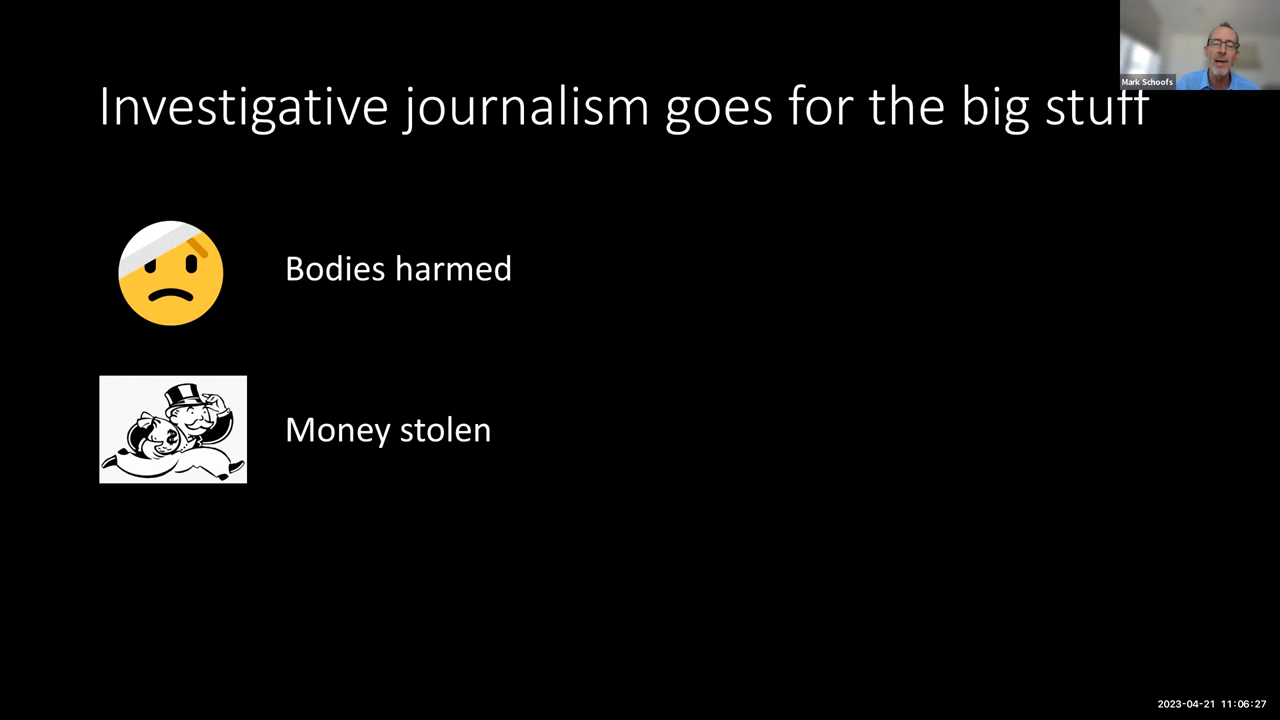 Mark Schoofs
Investigative journalism goes for the big stuff
Bodies harmed
$
Money stolen
2023-04-21 11:06:27